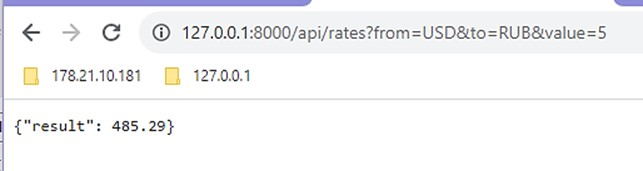 127.0.0.1:8000/api/rates?from=USD&to=RUB&value=5
178.21.10.181 127.0.0.1
{"result": 485.29}